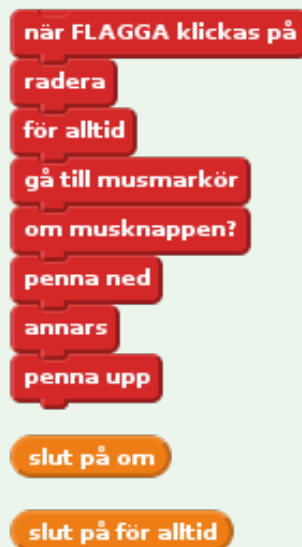 när FLAGGA klickas på
radera
för alltid
gå till musmarkör
om musknappen?
penna ned
annars
penna upp
slut på om
slut på för alltid